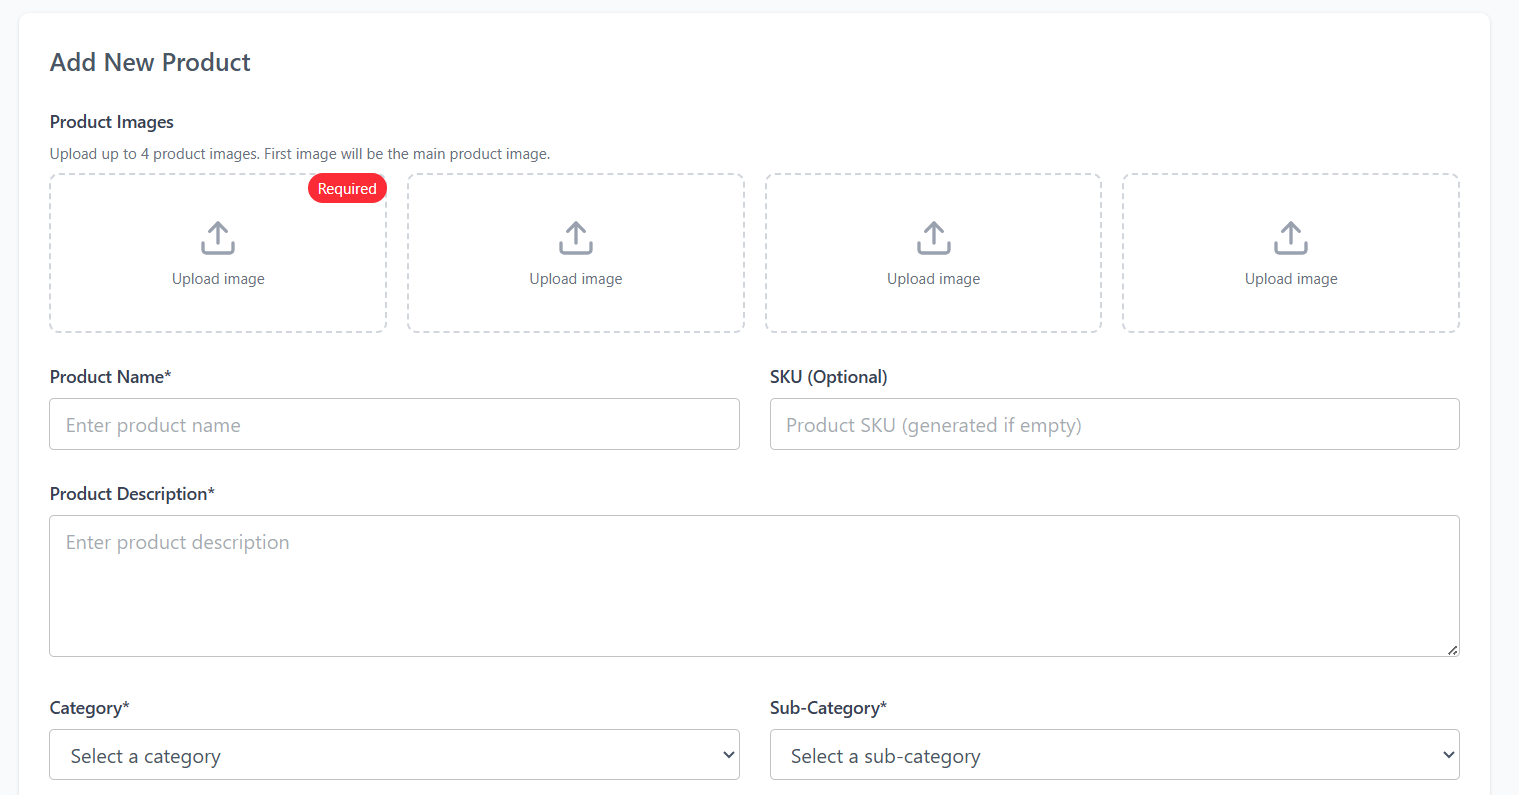 Add New Product
Product Images
Upload up to 4 product images. First image will be the main product image.
Required
Upload image
Upload image
Upload image
Upload image
Product Name*
SKU (Optional)
Enter product name
Product SKU (generated if empty)
Product Description*
Enter product description
Category*
Sub-Category*
Select a category
Select a sub-category